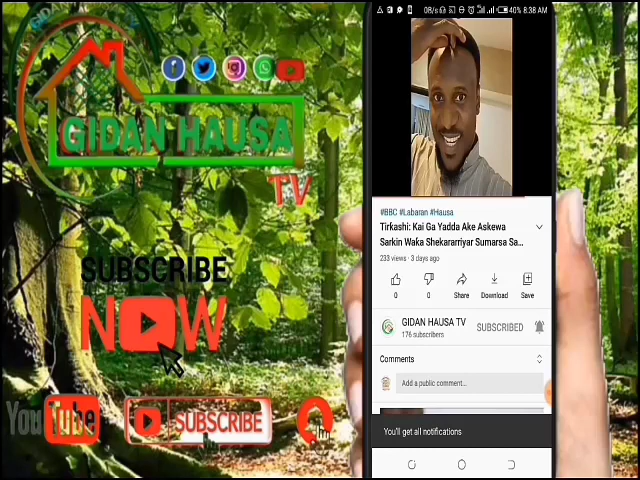 GIDAN HAUSA
TV
SUBSCRIBE
NOW
YouTube
SUBSCRIBE
0B/s
40% 8:38 AM
#BBC #Labaran #Hausa
Tirkashi: Kai Ga Yadda Ake Askewa
Sarkin Waka Shekararriyar Sumarsa Sa...
233 views · 3 days ago
0
0
Share
Download
Save
GIDAN HAUSA TV
SUBSCRIBED
176 subscribers
Comments
Add a public comment...
You'll get all notifications